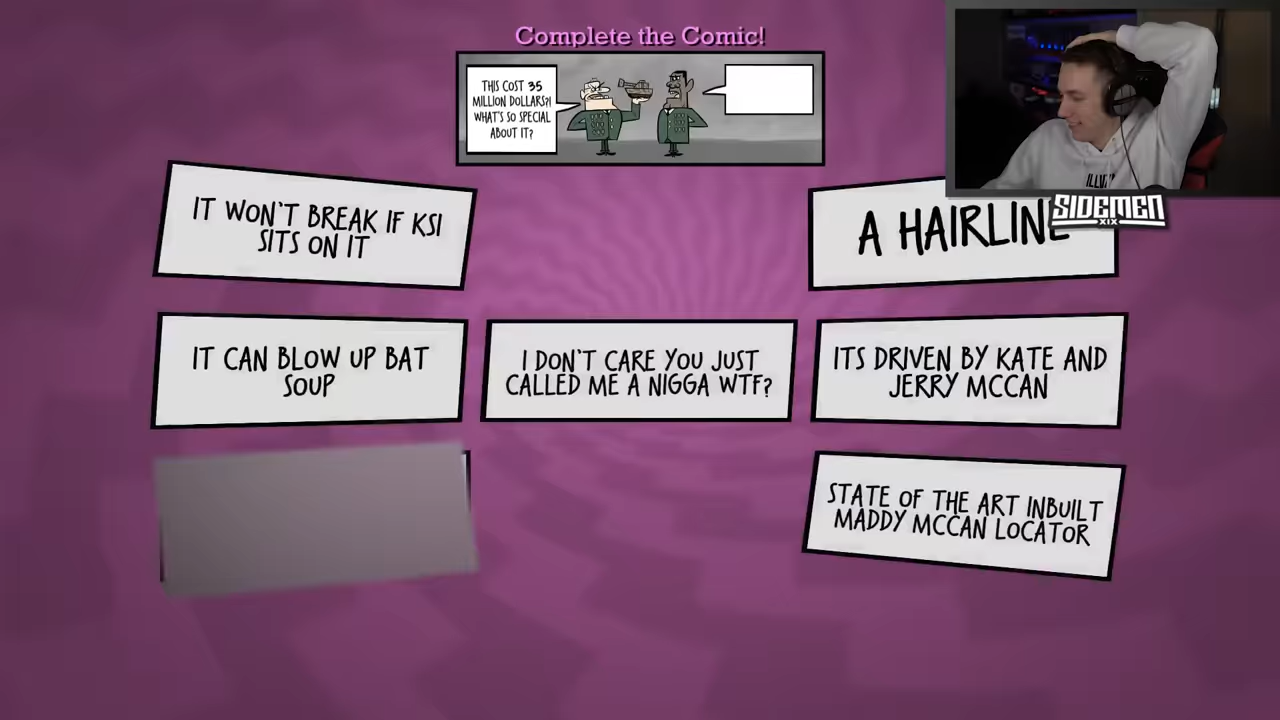 Complete the Comic!
THIS COST 35
MILLION DOLLARS?!
WHAT'S SO SPECIAL
ABOUT IT?
IT WON'T BREAK IF KSI
SITS ON IT
A HAIRLINE
ILLV
SIDEMEN
XIX
IT CAN BLOW UP BAT
SOUP
I DON'T CARE YOU JUST
CALLED ME A NIGGA WTF?
ITS DRIVEN BY KATE AND
JERRY MCCAN
STATE OF THE ART INBUILT
MADDY MCCAN LOCATOR